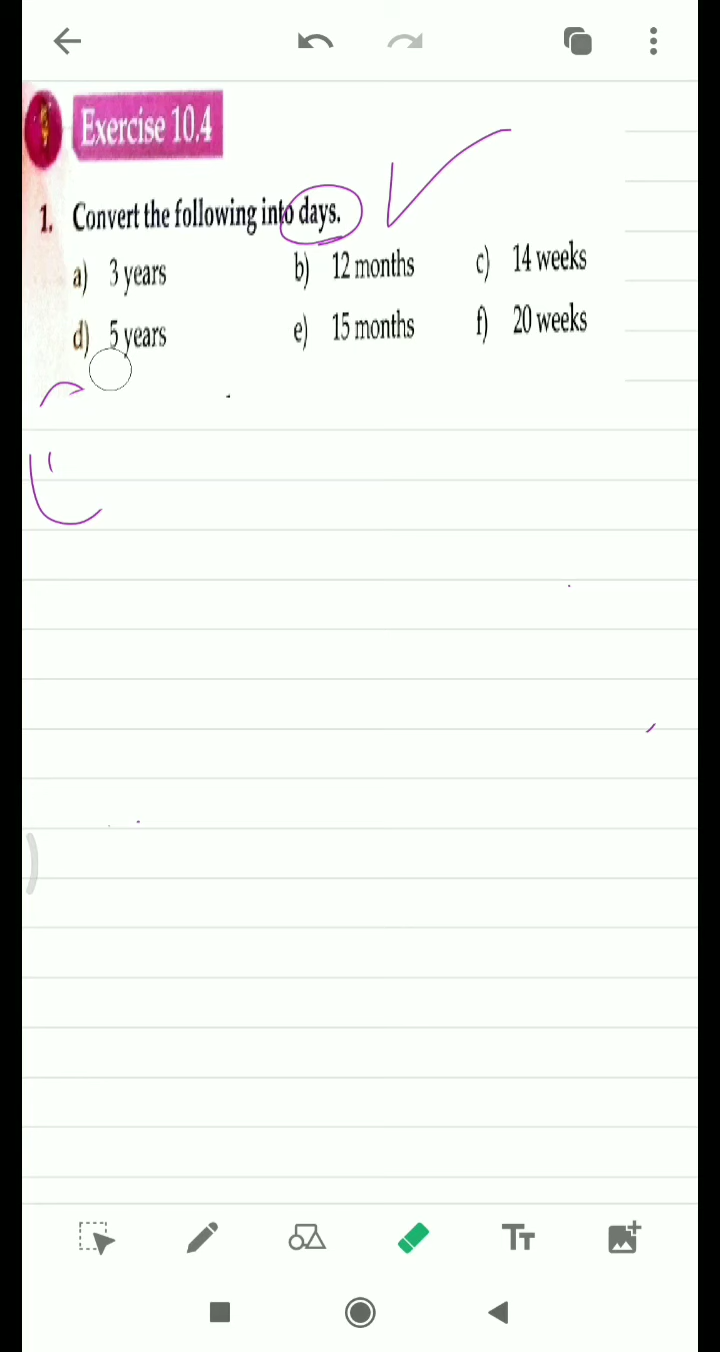 Exercise 10.4
1. Convert the following into days.
a) 3 years b) 12 months c) 14 weeks
d) 5 years e) 15 months f) 20 weeks
TT